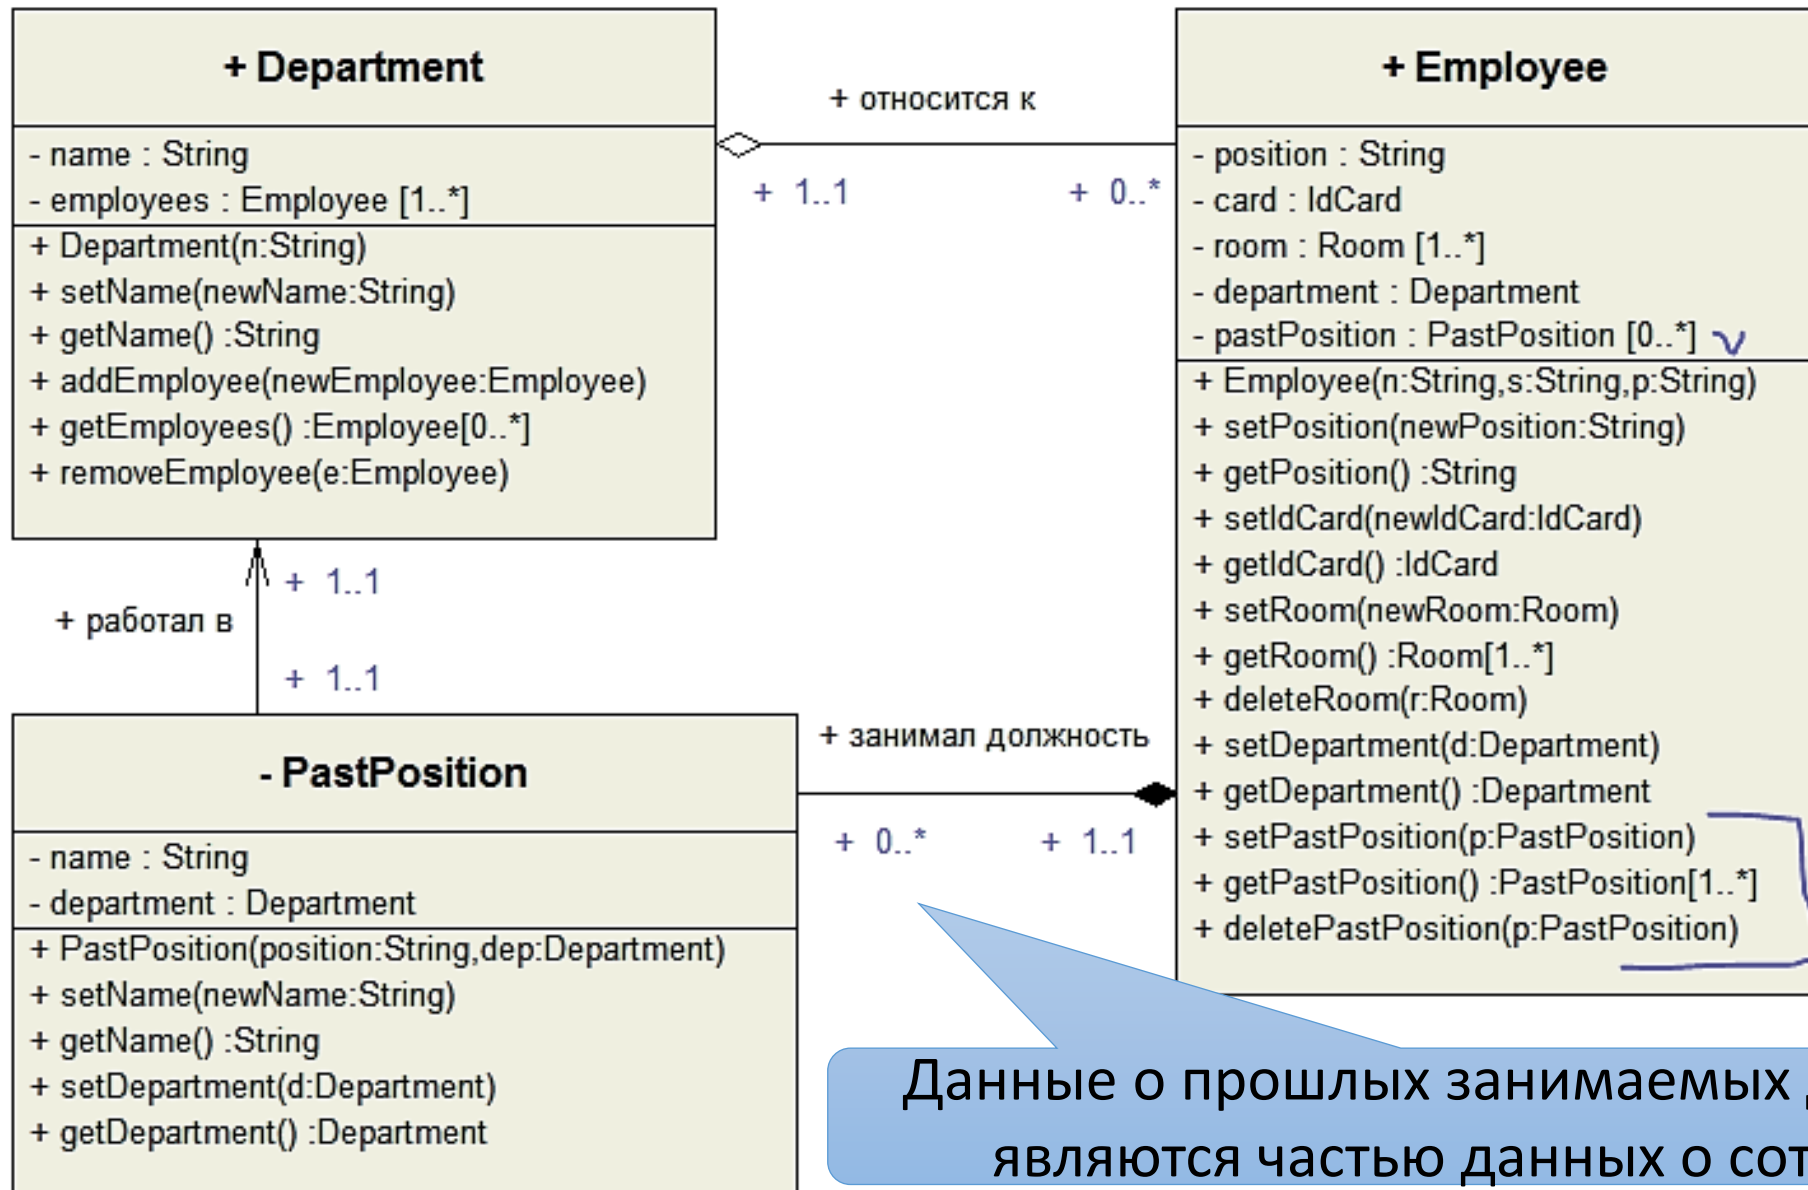 + Department
- name : String
- employees : Employee [1..*]
+ Department(n:String)
+ setName(newName:String)
+ getName() :String
+ addEmployee(newEmployee:Employee)
+ getEmployees() :Employee[0..*]
+ removeEmployee(e:Employee)
+ относится к
+ 1..1
+ 0..*
+ Employee
- position : String
- card : IdCard
- room : Room [1..*]
- department : Department
- pastPosition : PastPosition [0..*]
+ Employee(n:String,s:String,p:String)
+ setPosition(newPosition:String)
+ getPosition() :String
+ setIdCard(newIdCard:IdCard)
+ getIdCard() :IdCard
+ setRoom(newRoom:Room)
+ getRoom() :Room[1..*]
+ deleteRoom(r:Room)
+ setDepartment(d:Department)
+ getDepartment() :Department
+ setPastPosition(p:PastPosition)
+ getPastPosition() :PastPosition[1..*]
+ deletePastPosition(p:PastPosition)
+ 1..1
+ работал в
+ 1..1
- PastPosition
- name : String
- department : Department
+ PastPosition(position:String,dep:Department)
+ setName(newName:String)
+ getName() :String
+ setDepartment(d:Department)
+ getDepartment() :Department
+ занимал должность
+ 0..*
+ 1..1
Данные о прошлых занимаемых
являются частью данных о сот